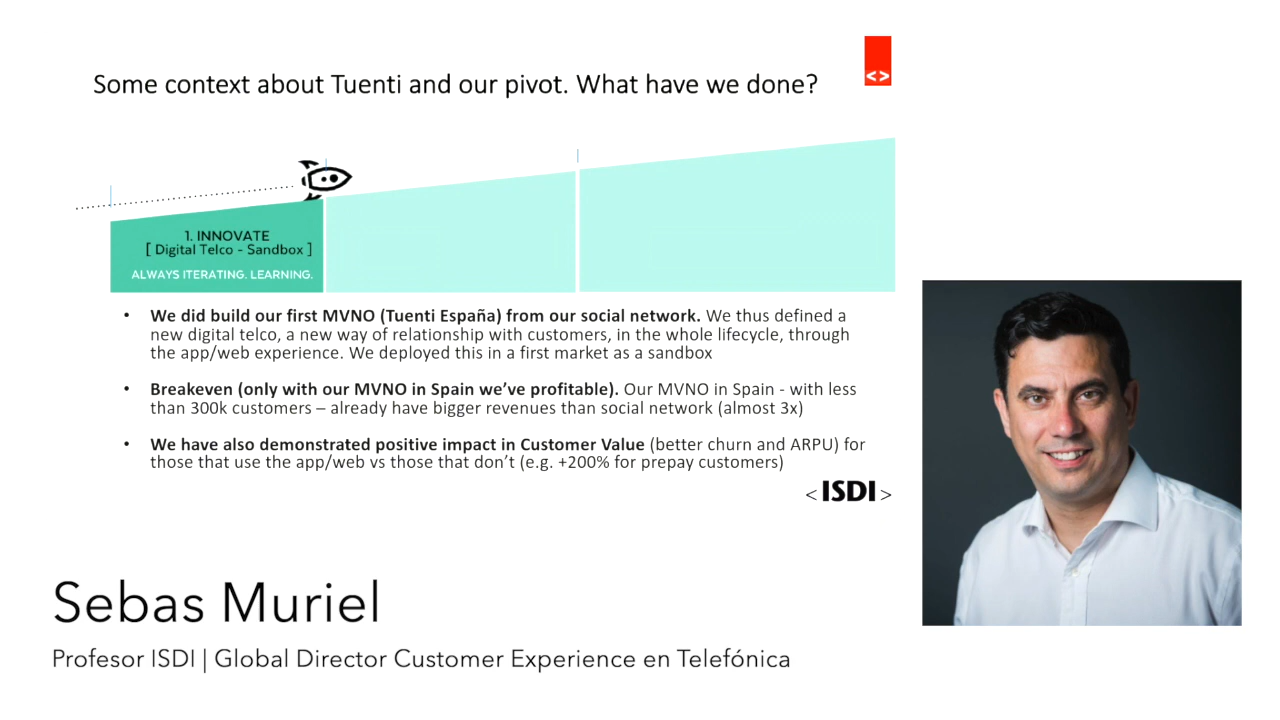 Some context about Tuenti and our pivot. What have we done?
<>
1. INNOVATE
[ Digital Telco - Sandbox ]
ALWAYS ITERATING. LEARNING.
• We did build our first MVNO (Tuenti España) from our social network. We thus defined a
new digital telco, a new way of relationship with customers, in the whole lifecycle, through
the app/web experience. We deployed this in a first market as a sandbox
• Breakeven (only with our MVNO in Spain we’ve profitable). Our MVNO in Spain - with less
than 300k customers – already have bigger revenues than social network (almost 3x)
• We have also demonstrated positive impact in Customer Value (better churn and ARPU) for
those that use the app/web vs those that don’t (e.g. +200% for prepay customers)
<ISDI>
Sebas Muriel
Profesor ISDI | Global Director Customer Experience en Telefónica